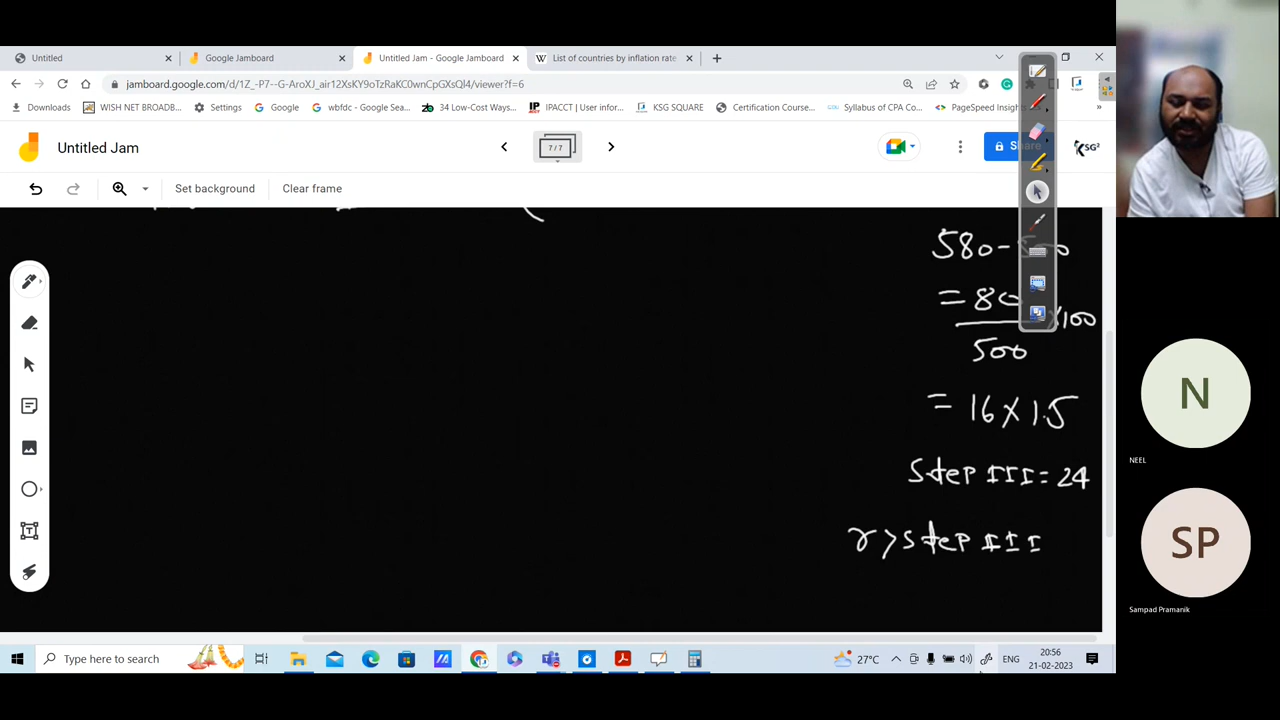 Untitled
Google Jamboard
Untitled Jam - Google Jamboard
List of countries by inflation rate
jamboard.google.com/d/1Z_-P7--G-AroXJ_air12XsKY9oTzRaKC0wnCpGXsQl4/viewer?f=6
Downloads
WISH NET BROADB...
Settings
Google
wbfdc - Google Sea...
34 Low-Cost Ways...
IPACCT | User infor...
KSG SQUARE
Certification Course...
Syllabus of CPA Co...
PageSpeed Insights
Untitled Jam
7 / 7
Share
KSG²
Set background
Clear frame
580-
= 80
×100
500
= 16 × 1.5
Step III = 24
r > Step III
N
NEEL
SP
Sampad Pramanik
Type here to search
27°C
ENG
20:56
21-02-2023